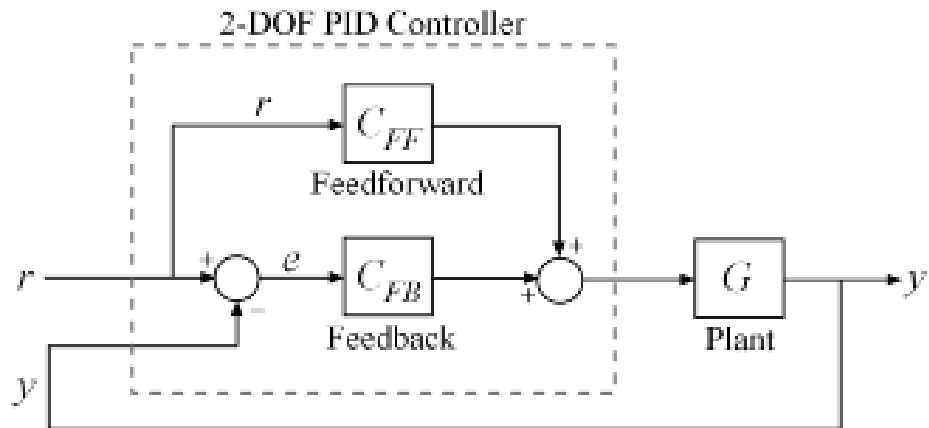 2-DOF PID Controller
r
C_FF
Feedforward
+
+
r
+
e
C_FB
+
G
y
−
Feedback
Plant
y